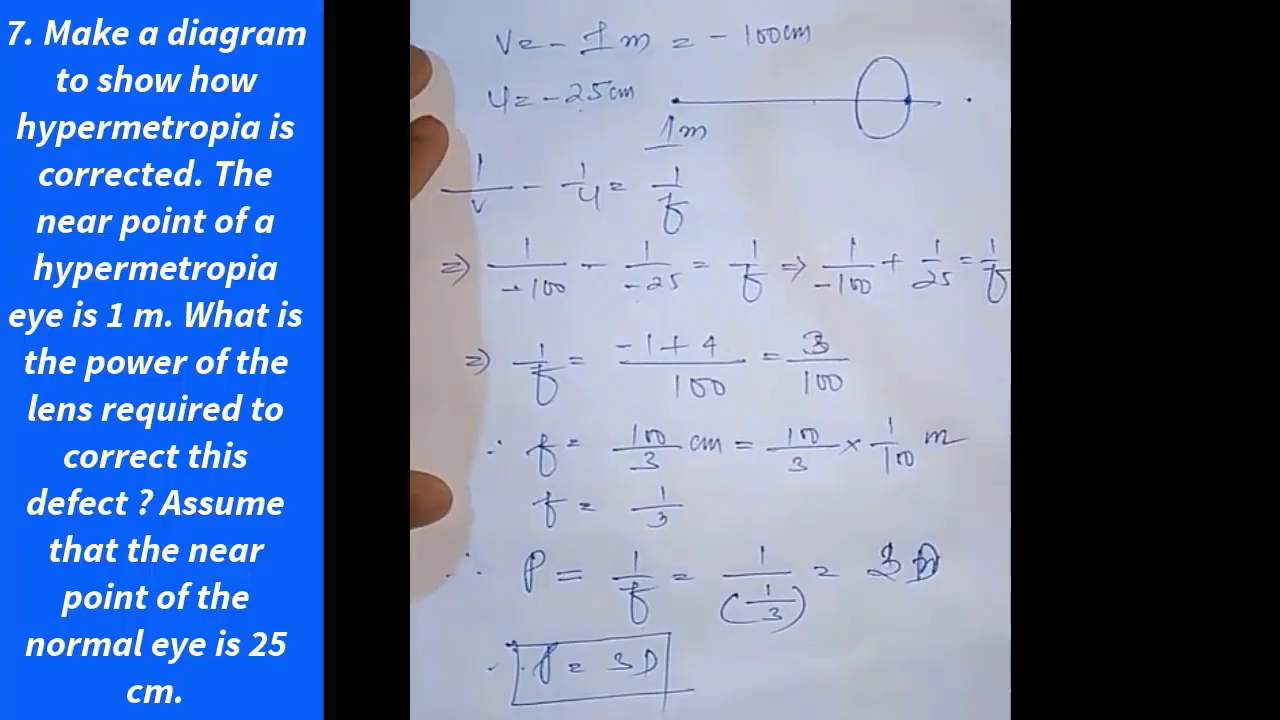 7. Make a diagram
to show how
hypermetropia is
corrected. The
near point of a
hypermetropia
eye is 1 m. What is
the power of the
lens required to
correct this
defect ? Assume
that the near
point of the
normal eye is 25
cm.
V = - 1m = - 100cm
u = -25cm
1m
1/v - 1/u = 1/f
⇒ 1/-100 - 1/-25 = 1/f ⇒ 1/-100 + 1/25 = 1/f
⇒ 1/f = -1+4/100 = 3/100
∴ f = 100/3 cm = 100/3 × 1/100 m
f = 1/3
∴ P = 1/f = 1/(1/3) = 3D
∴ P = 3D